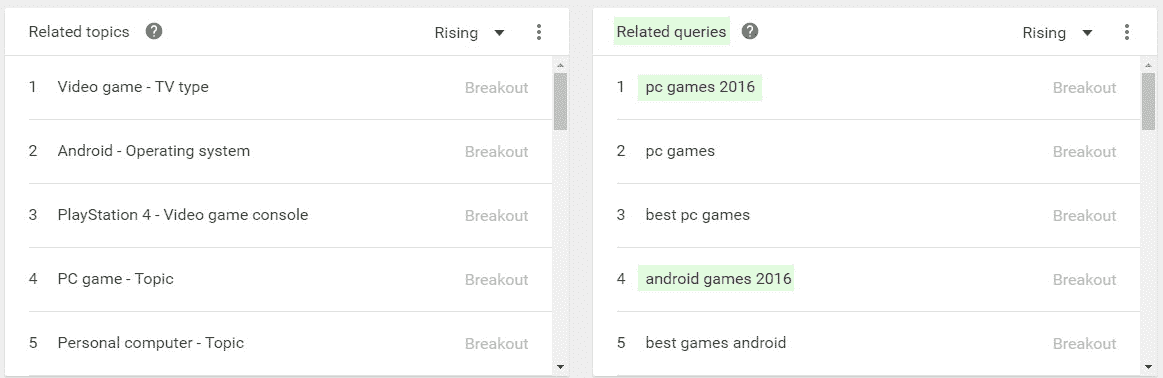 Related topics ? Rising
1 Video game - TV type Breakout
2 Android - Operating system Breakout
3 PlayStation 4 - Video game console Breakout
4 PC game - Topic Breakout
5 Personal computer - Topic Breakout
Related queries ? Rising
1 pc games 2016 Breakout
2 pc games Breakout
3 best pc games Breakout
4 android games 2016 Breakout
5 best games android Breakout